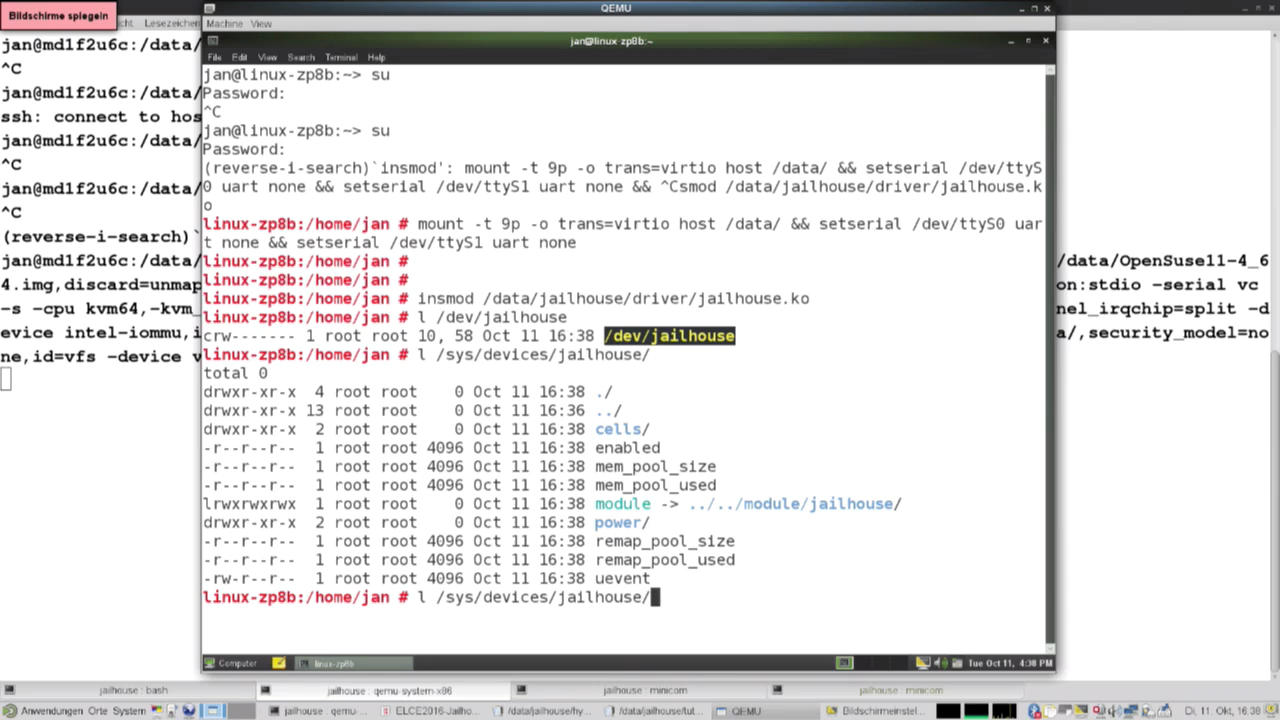 Bildschirme spiegeln
Lesezeichen
QEMU
Machine View
jan@linux-zp8b:~
File Edit View Search Terminal Help
jan@md1f2u6c:/data/
^C
jan@md1f2u6c:/data/
ssh: connect to hos
jan@md1f2u6c:/data/
^C
jan@md1f2u6c:/data/
^C
(reverse-i-search)`
jan@md1f2u6c:/data/
4.img,discard=unmap
-s -cpu kvm64,-kvm_
evice intel-iommu,i
ne,id=vfs -device v
jan@linux-zp8b:~> su
Password:
^C
jan@linux-zp8b:~> su
Password:
(reverse-i-search)`insmod': mount -t 9p -o trans=virtio host /data/ && setserial /dev/ttyS
0 uart none && setserial /dev/ttyS1 uart none && ^Csmod /data/jailhouse/driver/jailhouse.k
o
linux-zp8b:/home/jan # mount -t 9p -o trans=virtio host /data/ && setserial /dev/ttyS0 uar
t none && setserial /dev/ttyS1 uart none
linux-zp8b:/home/jan #
linux-zp8b:/home/jan #
linux-zp8b:/home/jan # insmod /data/jailhouse/driver/jailhouse.ko
linux-zp8b:/home/jan # l /dev/jailhouse
crw------- 1 root root 10, 58 Oct 11 16:38 /dev/jailhouse
linux-zp8b:/home/jan # l /sys/devices/jailhouse/
total 0
drwxr-xr-x 4 root root 0 Oct 11 16:38 ./
drwxr-xr-x 13 root root 0 Oct 11 16:36 ../
drwxr-xr-x 2 root root 0 Oct 11 16:38 cells/
-r--r--r-- 1 root root 4096 Oct 11 16:38 enabled
-r--r--r-- 1 root root 4096 Oct 11 16:38 mem_pool_size
-r--r--r-- 1 root root 4096 Oct 11 16:38 mem_pool_used
lrwxrwxrwx 1 root root 0 Oct 11 16:38 module -> ../../module/jailhouse/
drwxr-xr-x 2 root root 0 Oct 11 16:38 power/
-r--r--r-- 1 root root 4096 Oct 11 16:38 remap_pool_size
-r--r--r-- 1 root root 4096 Oct 11 16:38 remap_pool_used
-rw-r--r-- 1 root root 4096 Oct 11 16:38 uevent
linux-zp8b:/home/jan # l /sys/devices/jailhouse/
/data/OpenSuse11-4_6
on:stdio -serial vc
nel_irqchip=split -d
a/,security_model=no
Computer linux-zp8b Tue Oct 11, 4:38 PM
jailhouse : bash jailhouse : qemu-system-x86 jailhouse : minicom jailhouse : minicom
Anwendungen Orte System jailhouse : qemu-... ELCE2016-Jailho... /data/jailhouse/hy... /data/jailhouse/tut... QEMU Bildschirmeinstel... Di, 11. Okt, 16:38